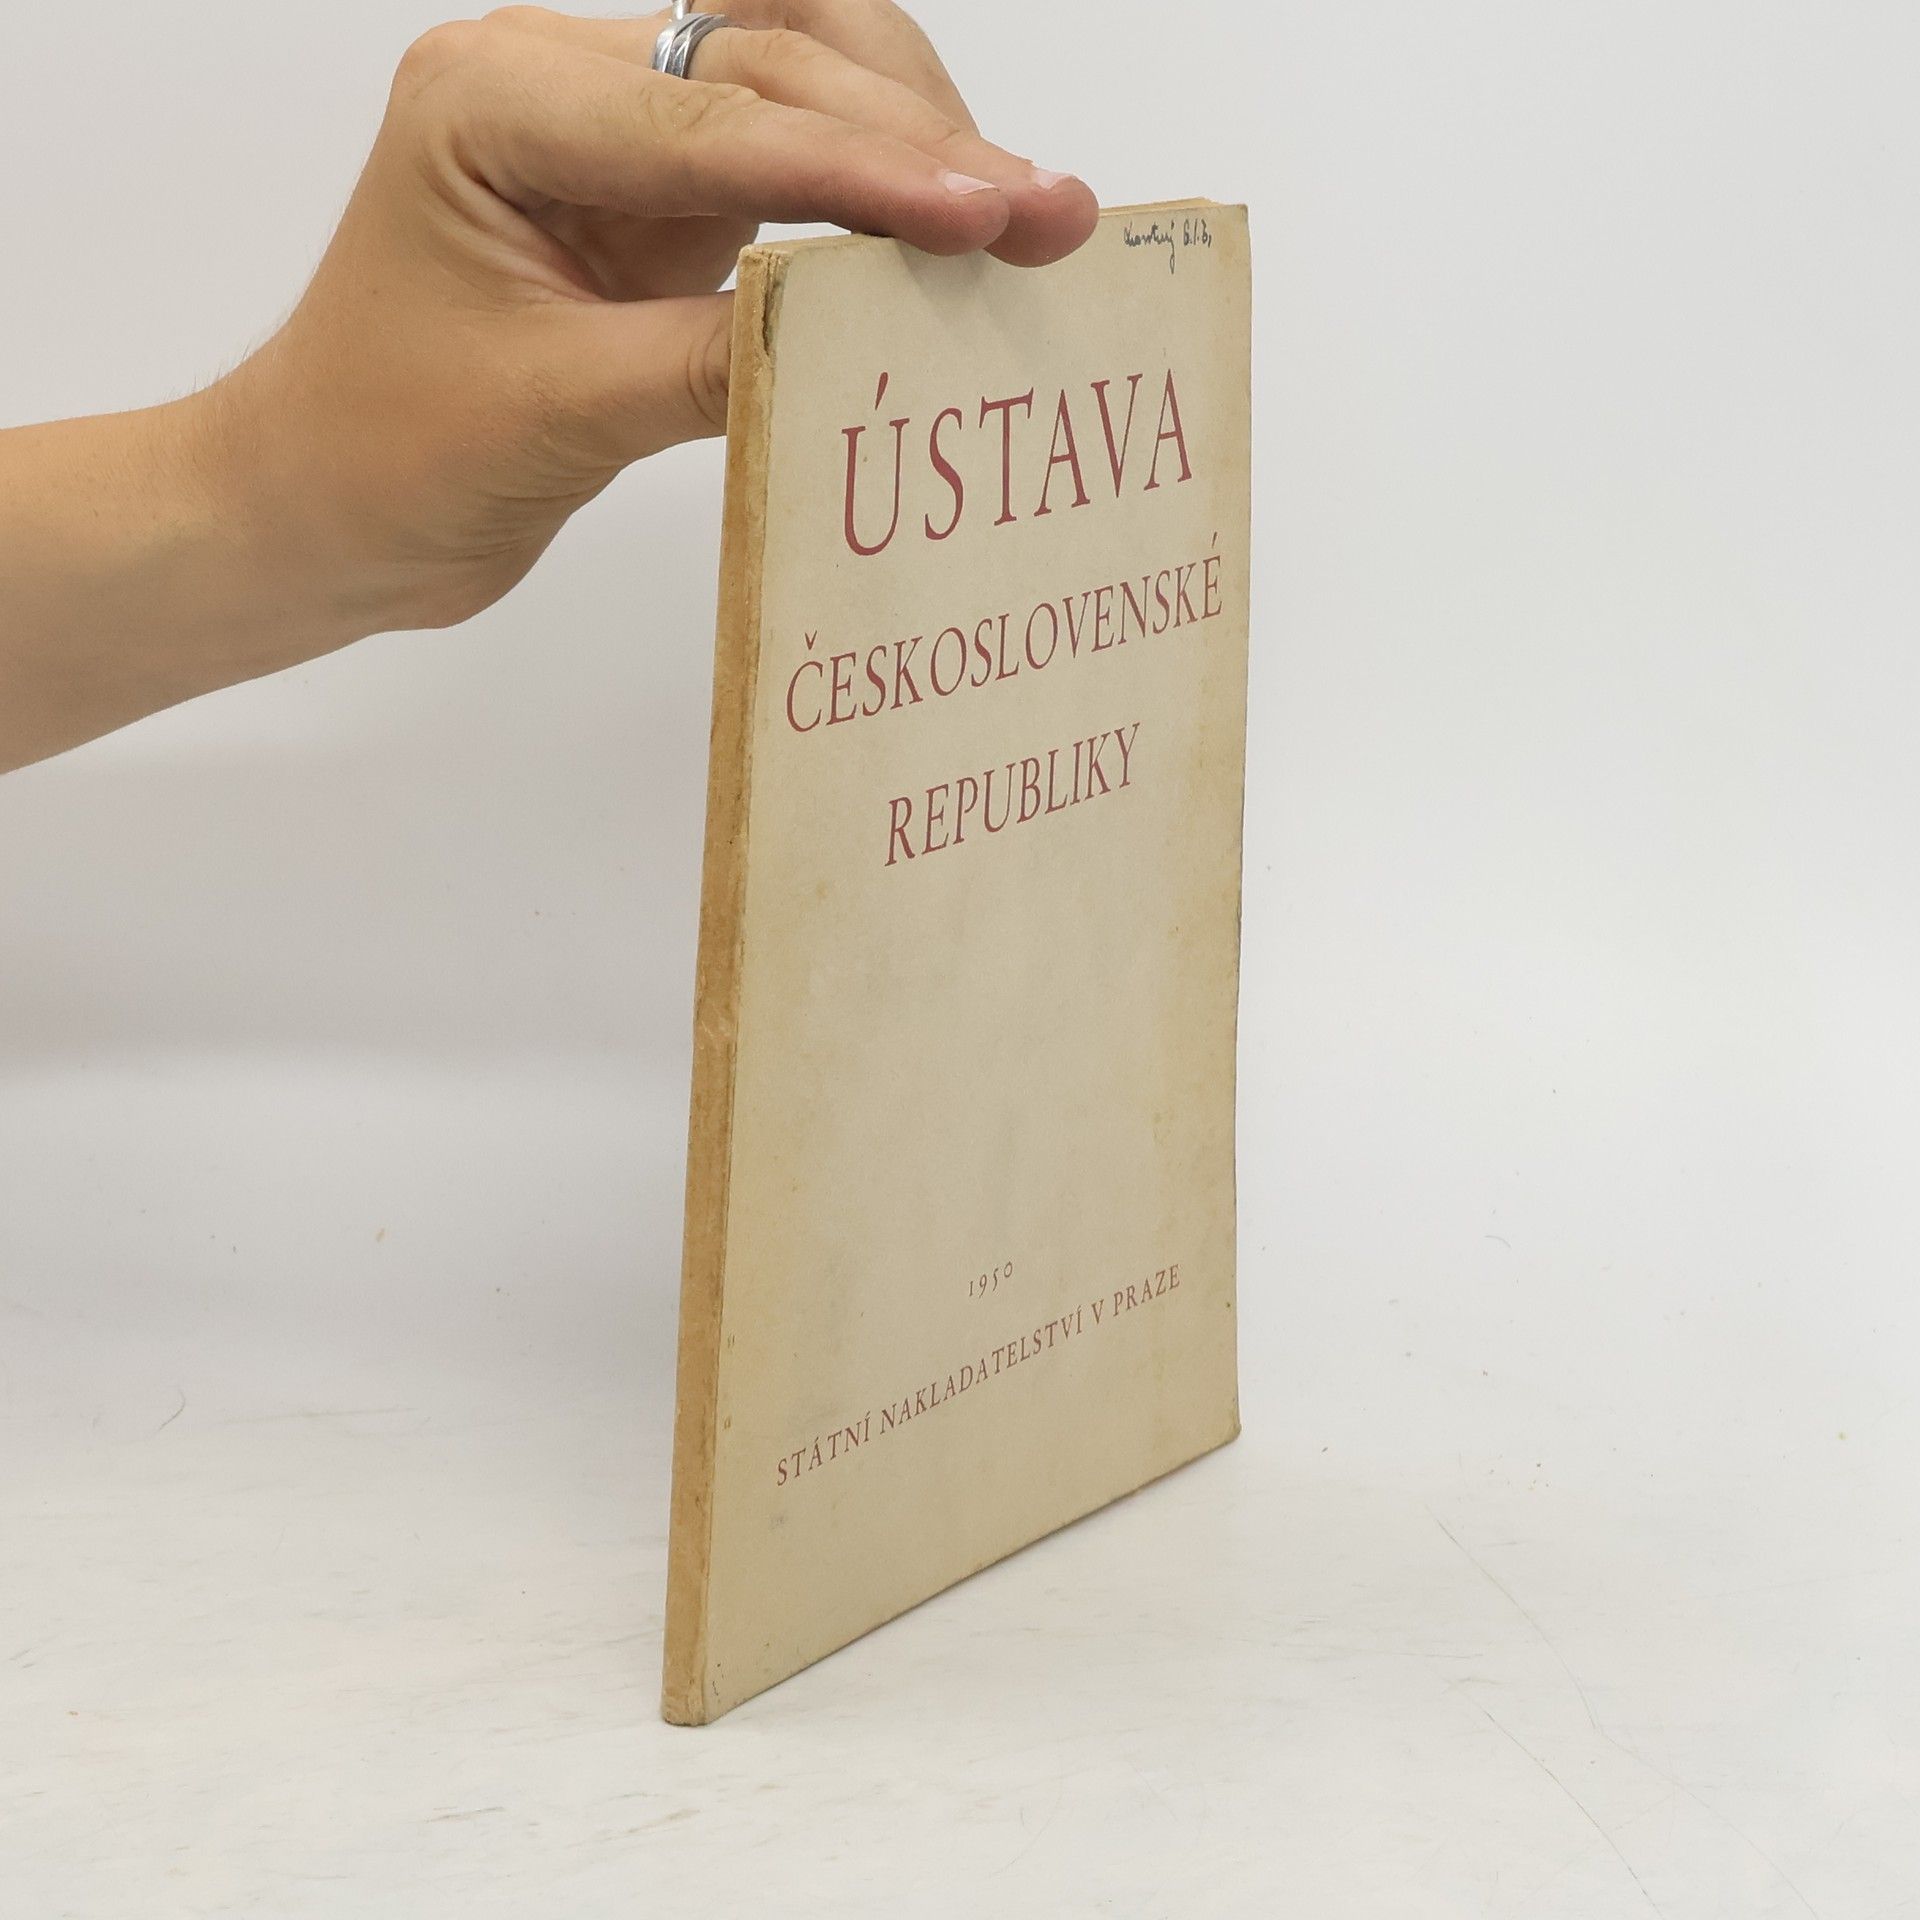 ÚSTAVA
ČESKOSLOVENSKÉ
REPUBLIKY
1950
STÁTNÍ NAKLADATELSTVÍ V PRAZE